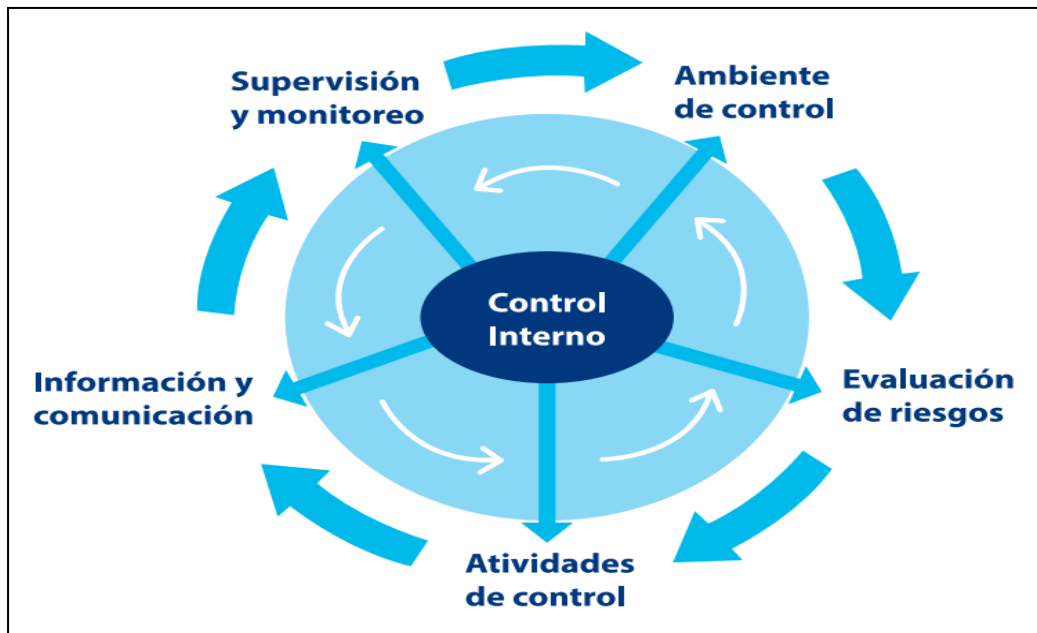 Supervisión
y monitoreo
Ambiente
de control
Control
Interno
Información y
comunicación
Evaluación
de riesgos
Atividades
de control